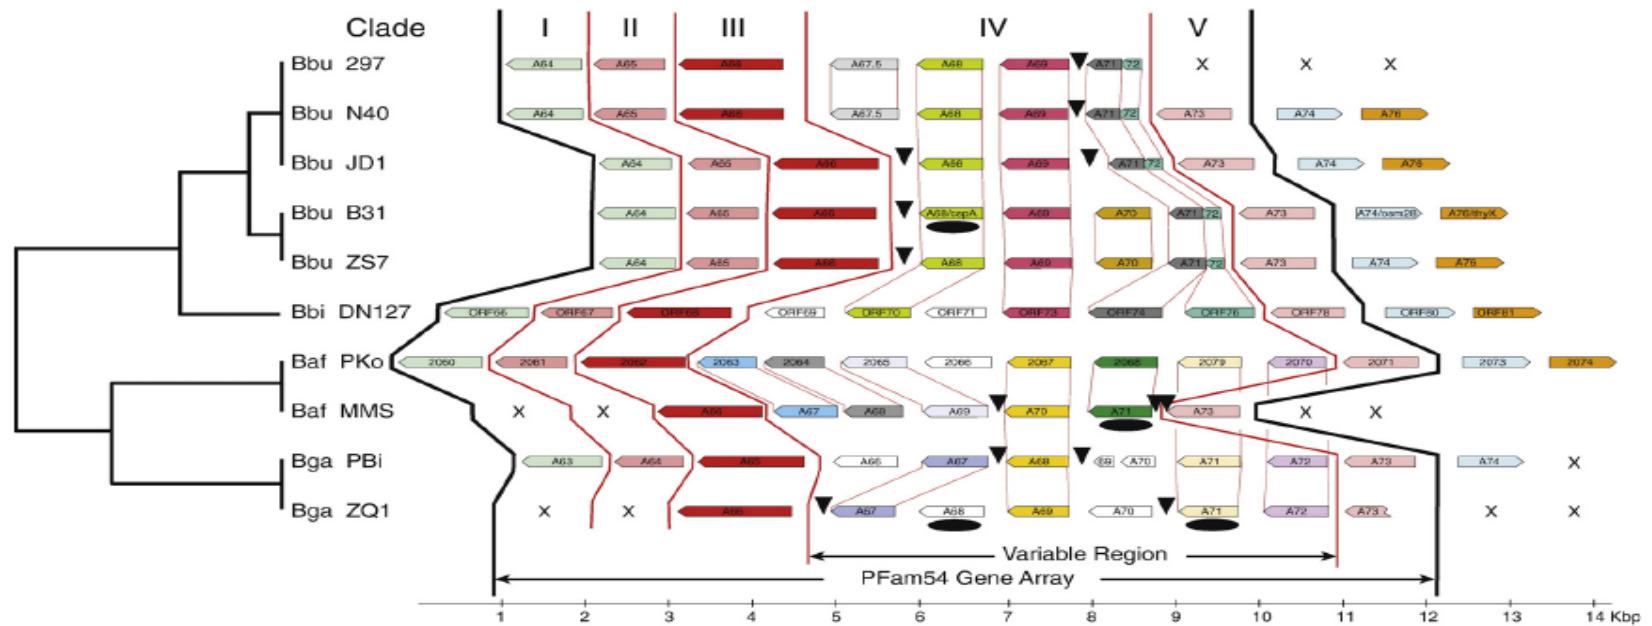 Clade I II III IV V
Bbu 297 A64 A65 A66 A67.5 A68 A69 A71 72 X X X
Bbu N40 A64 A65 A66 A67.5 A68 A69 A71 72 A73 A74 A76
Bbu JD1 A64 A65 A66 A68 A69 A71 72 A73 A74 A76
Bbu B31 A64 A65 A66 A68/cspA A69 A70 A71 72 A73 A74/osm28 A76/thyX
Bbu ZS7 A64 A65 A66 A68 A69 A70 A71 72 A73 A74 A76
Bbi DN127 ORF66 ORF67 ORF68 ORF69 ORF70 ORF71 ORF73 ORF74 ORF76 ORF78 ORF80 ORF81
Baf PKo 2060 2061 2062 2063 2064 2065 2066 2067 2068 2079 2070 2071 2073 2074
Baf MMS X X A66 A67 A68 A69 A70 A71 A73 X X
Bga PBi A63 A64 A65 A66 A67 A68 69 A70 A71 A72 A73 A74 X
Bga ZQ1 X X A66 A67 A68 A69 A70 A71 A72 A73 X X
Variable Region
PFam54 Gene Array
1 2 3 4 5 6 7 8 9 10 11 12 13 14 Kbp